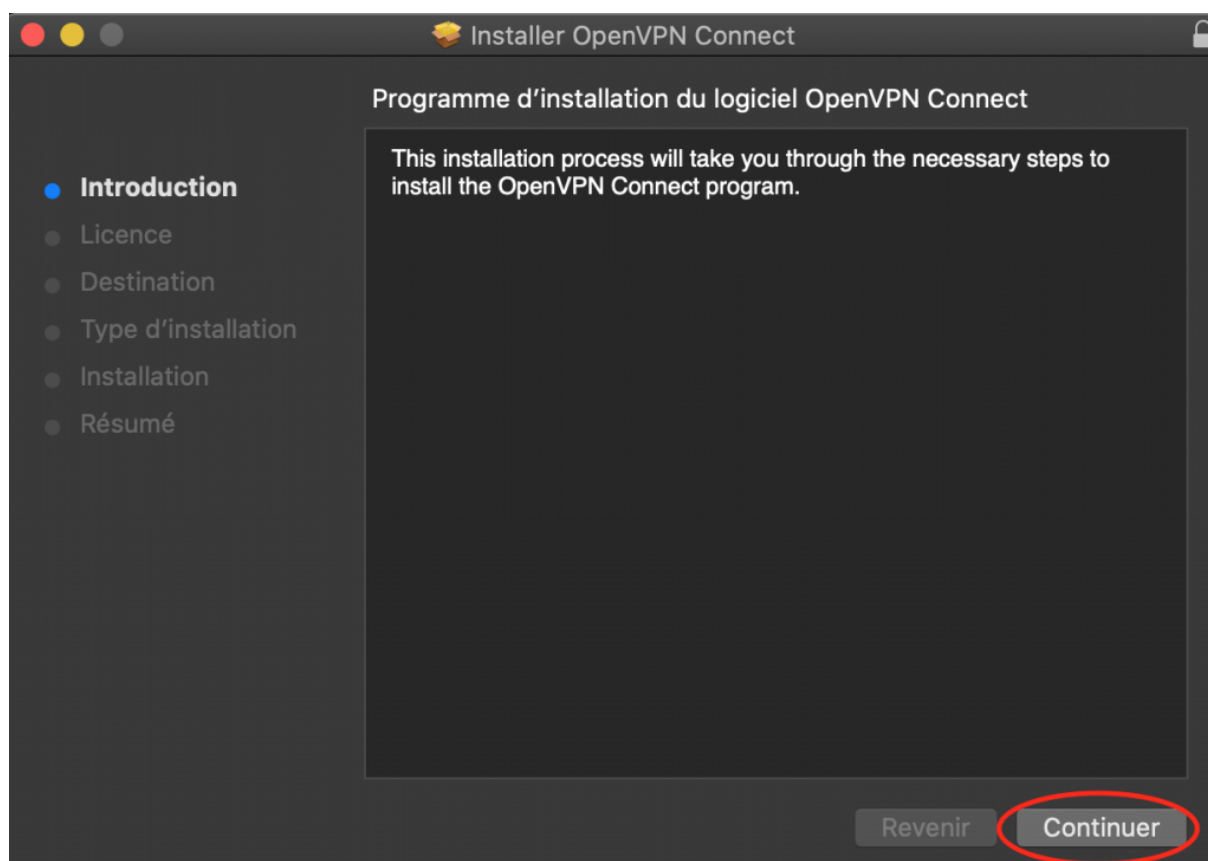 Installer OpenVPN Connect
Programme d’installation du logiciel OpenVPN Connect
This installation process will take you through the necessary steps to
install the OpenVPN Connect program.
Introduction
Licence
Destination
Type d’installation
Installation
Résumé
Revenir
Continuer